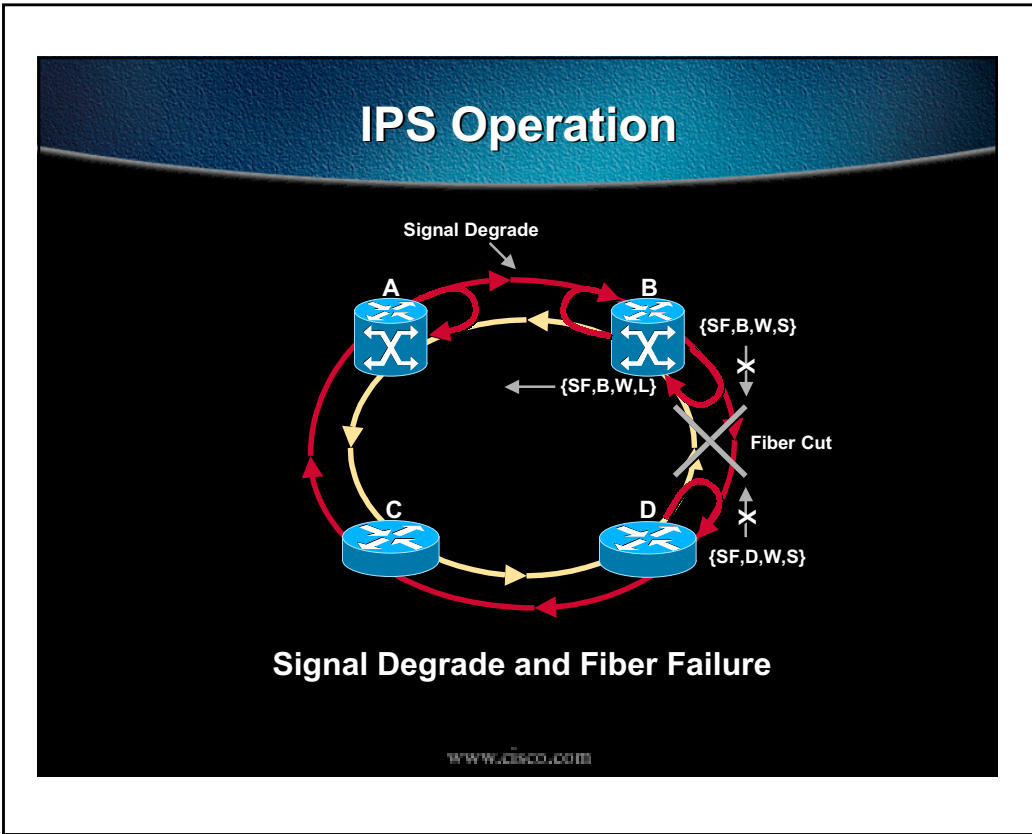 IPS Operation
Signal Degrade
A
B
{SF,B,W,S}
X
{SF,B,W,L}
Fiber Cut
C
D
X
{SF,D,W,S}
Signal Degrade and Fiber Failure
www.cisco.com